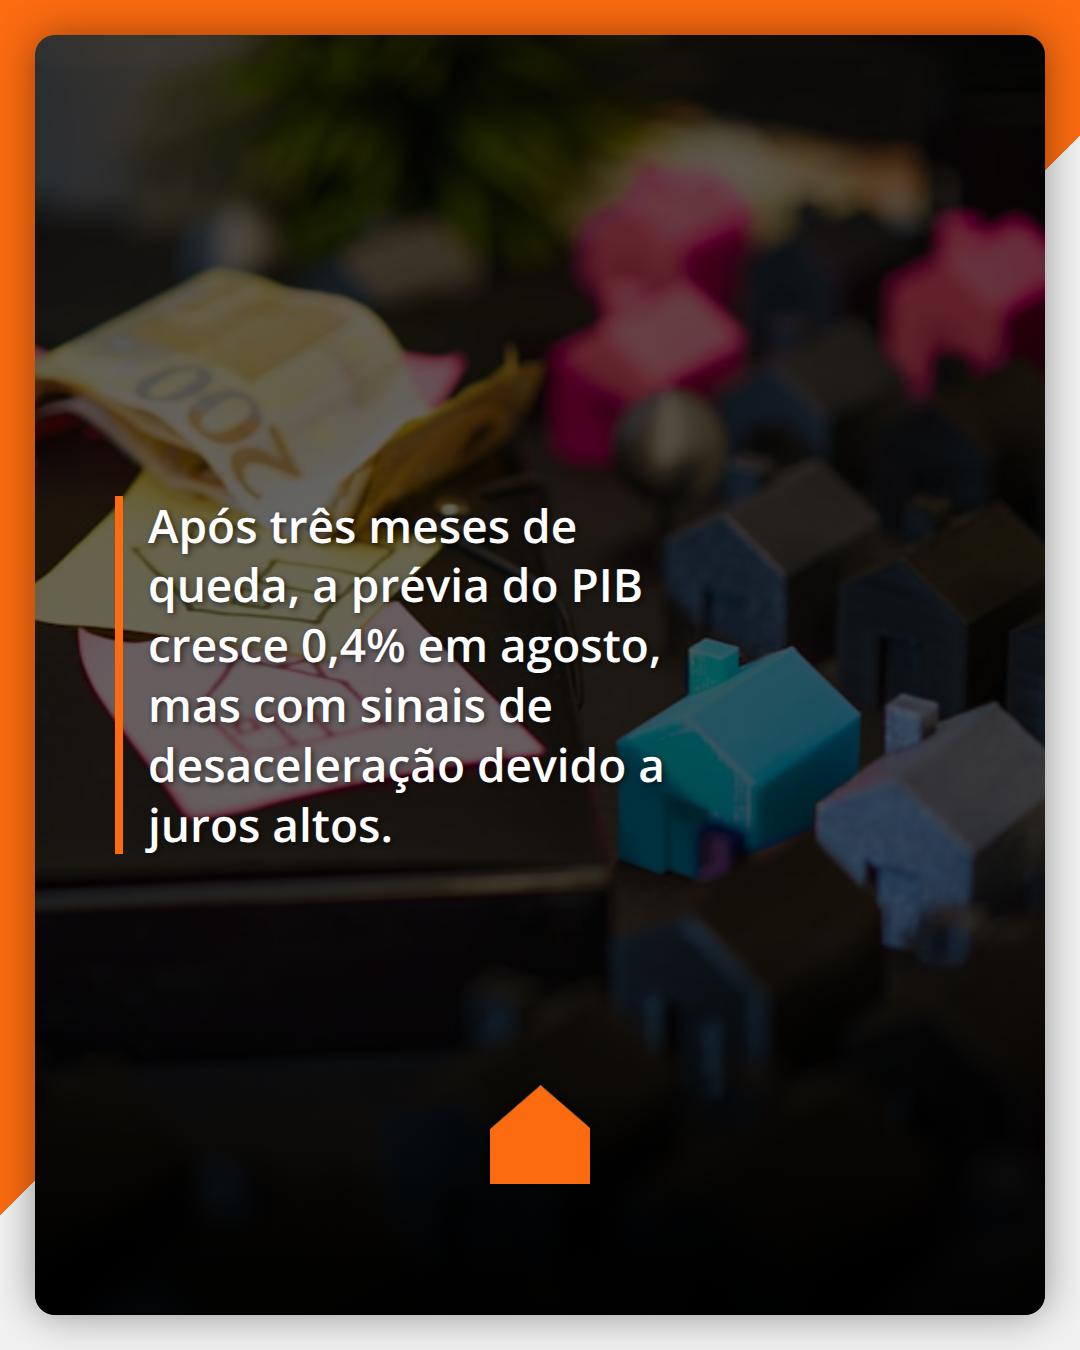 200
Após três meses de
queda, a prévia do PIB
cresce 0,4% em agosto,
mas com sinais de
desaceleração devido a
juros altos.